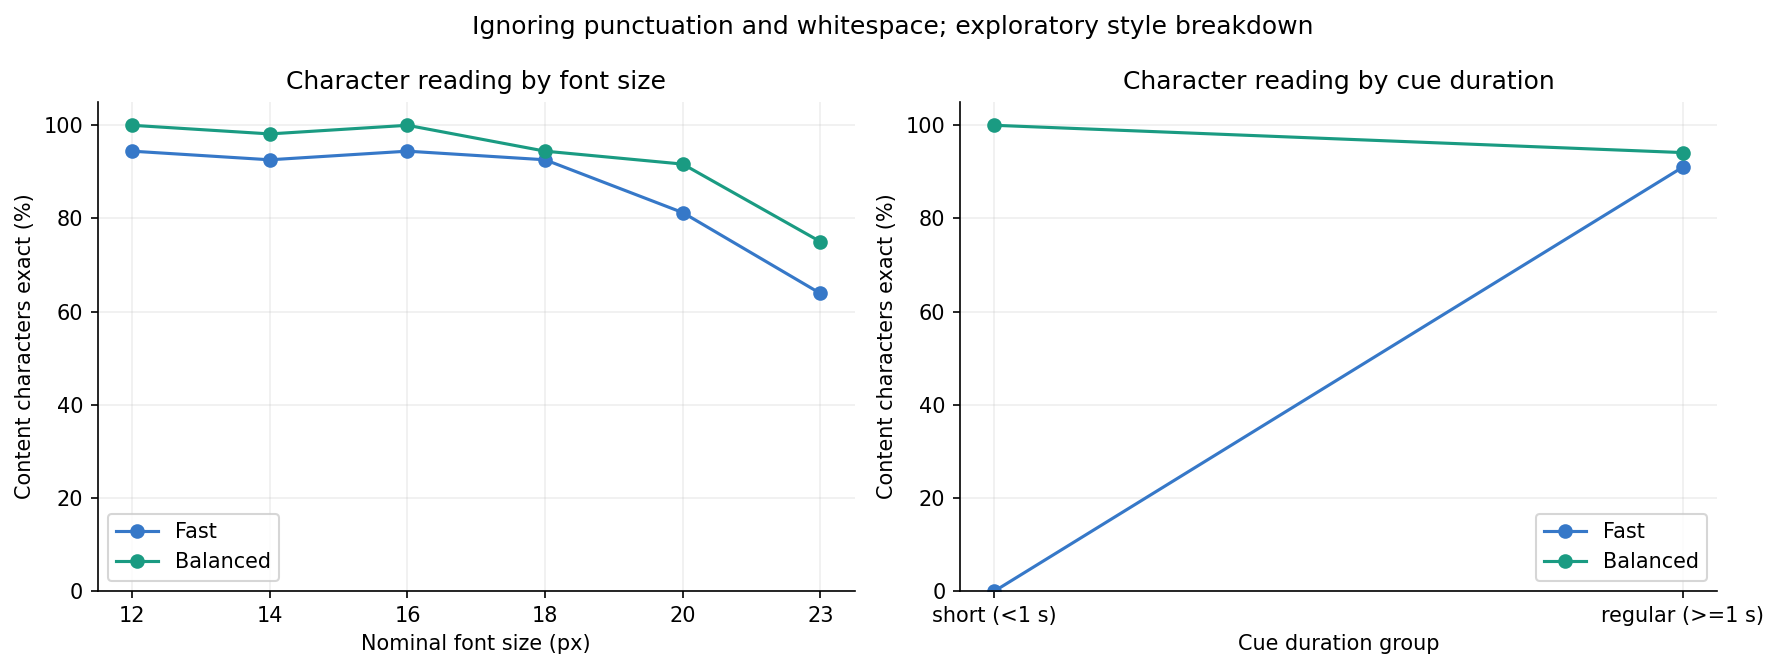 Ignoring punctuation and whitespace; exploratory style breakdown
Character reading by font size
Content characters exact (%)
100
80
60
40
20
0
12 14 16 18 20 23
Nominal font size (px)
Fast
Balanced
Character reading by cue duration
Content characters exact (%)
100
80
60
40
20
0
short (<1 s) regular (>=1 s)
Cue duration group
Fast
Balanced